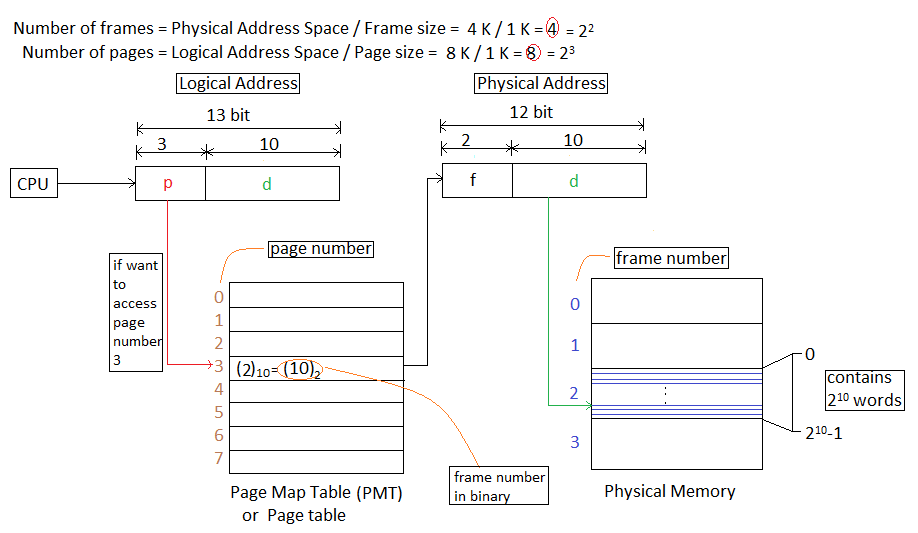 Number of frames = Physical Address Space / Frame size = 4 K / 1 K = 4 = 2²
Number of pages = Logical Address Space / Page size = 8 K / 1 K = 8 = 2³
Logical Address
Physical Address
13 bit
12 bit
3
10
2
10
CPU
p
d
f
d
page number
frame number
if want
to
access
page
number
3
0
1
2
3
4
5
6
7
(2)₁₀=(10)₂
0
1
2
3
0
contains
2¹⁰ words
2¹⁰-1
frame number
in binary
Page Map Table (PMT)
or Page table
Physical Memory